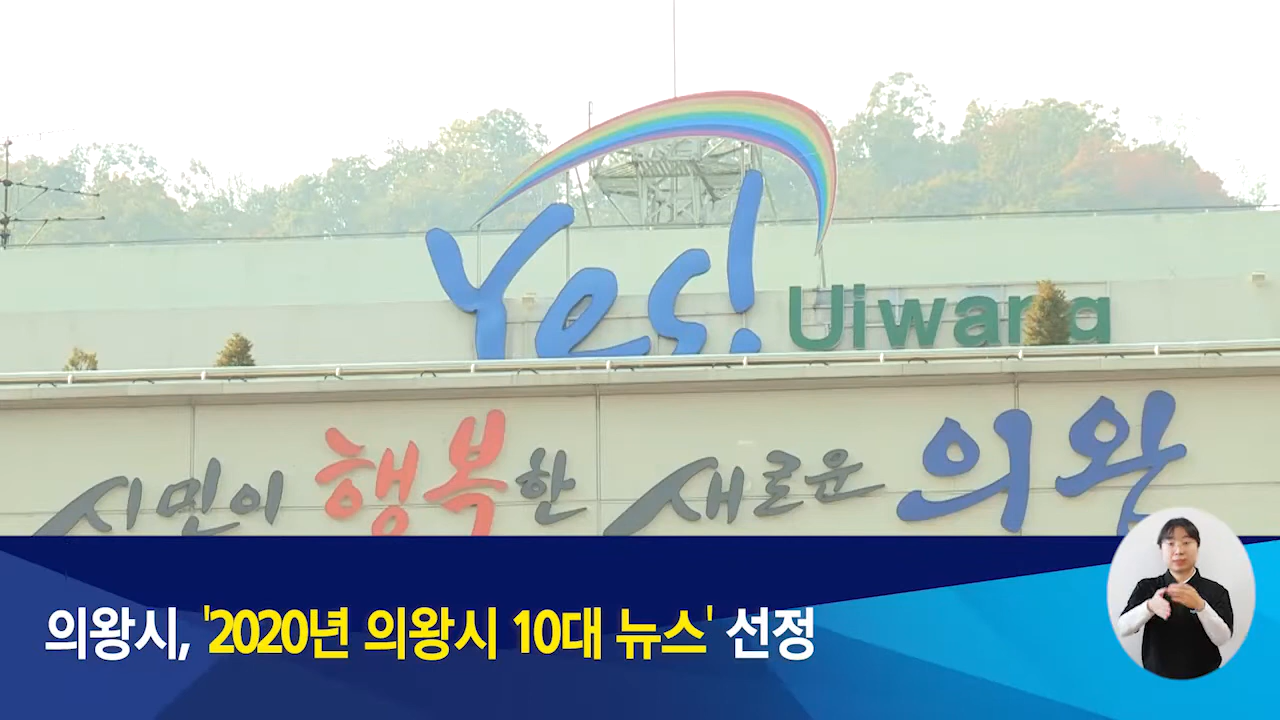 Yes! Uiwang
시민이 행복한 새로운 의왕
의왕시, '2020년 의왕시 10대 뉴스' 선정